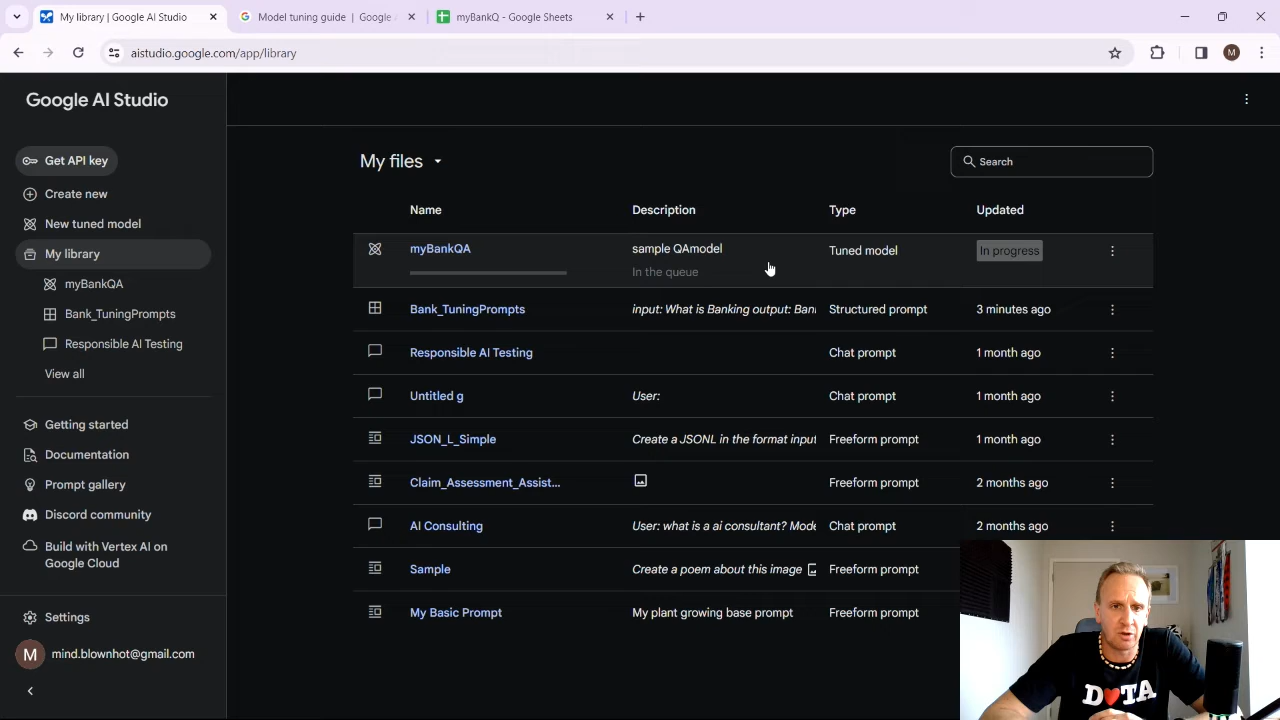 My library | Google AI Studio
Model tuning guide | Google
myBankQ - Google Sheets
aistudio.google.com/app/library
M
Google AI Studio
Get API key
Create new
New tuned model
My library
myBankQA
Bank_TuningPrompts
Responsible AI Testing
View all
Getting started
Documentation
Prompt gallery
Discord community
Build with Vertex AI on
Google Cloud
Settings
M
mind.blownhot@gmail.com
My files
Search
Name Description Type Updated
myBankQA sample QAmodel Tuned model In progress
In the queue
Bank_TuningPrompts input: What is Banking output: Ban Structured prompt 3 minutes ago
Responsible AI Testing Chat prompt 1 month ago
Untitled g User: Chat prompt 1 month ago
JSON_L_Simple Create a JSONL in the format input Freeform prompt 1 month ago
Claim_Assessment_Assist... Freeform prompt 2 months ago
AI Consulting User: what is a ai consultant? Mode Chat prompt 2 months ago
Sample Create a poem about this image Freeform prompt
My Basic Prompt My plant growing base prompt Freeform prompt
D❤TA